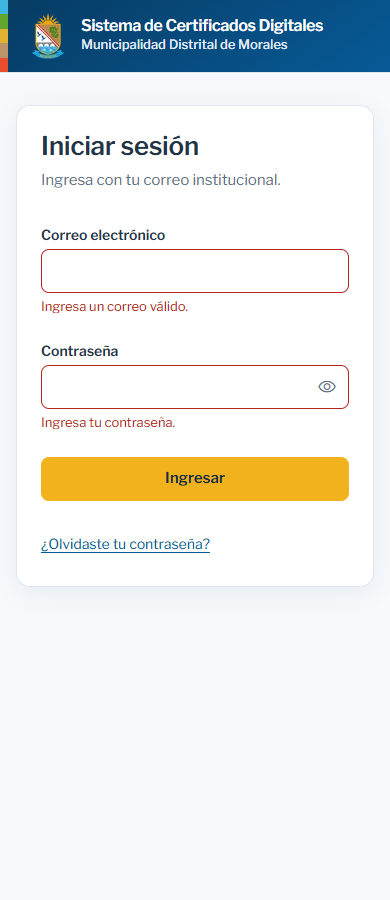 Sistema de Certificados Digitales
Municipalidad Distrital de Morales
Iniciar sesión
Ingresa con tu correo institucional.
Correo electrónico
Ingresa un correo válido.
Contraseña
Ingresa tu contraseña.
Ingresar
¿Olvidaste tu contraseña?